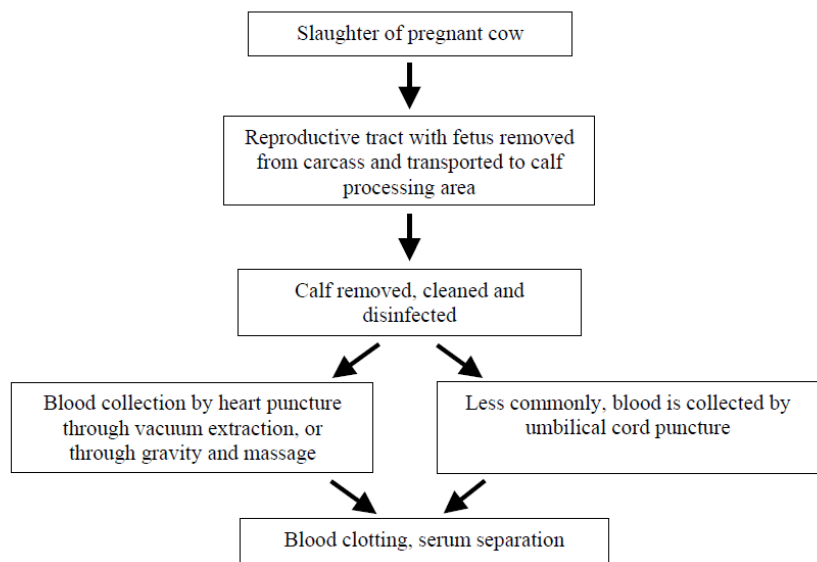 Slaughter of pregnant cow
Reproductive tract with fetus removed
from carcass and transported to calf
processing area
Calf removed, cleaned and
disinfected
Blood collection by heart puncture
through vacuum extraction, or
through gravity and massage
Less commonly, blood is collected by
umbilical cord puncture
Blood clotting, serum separation